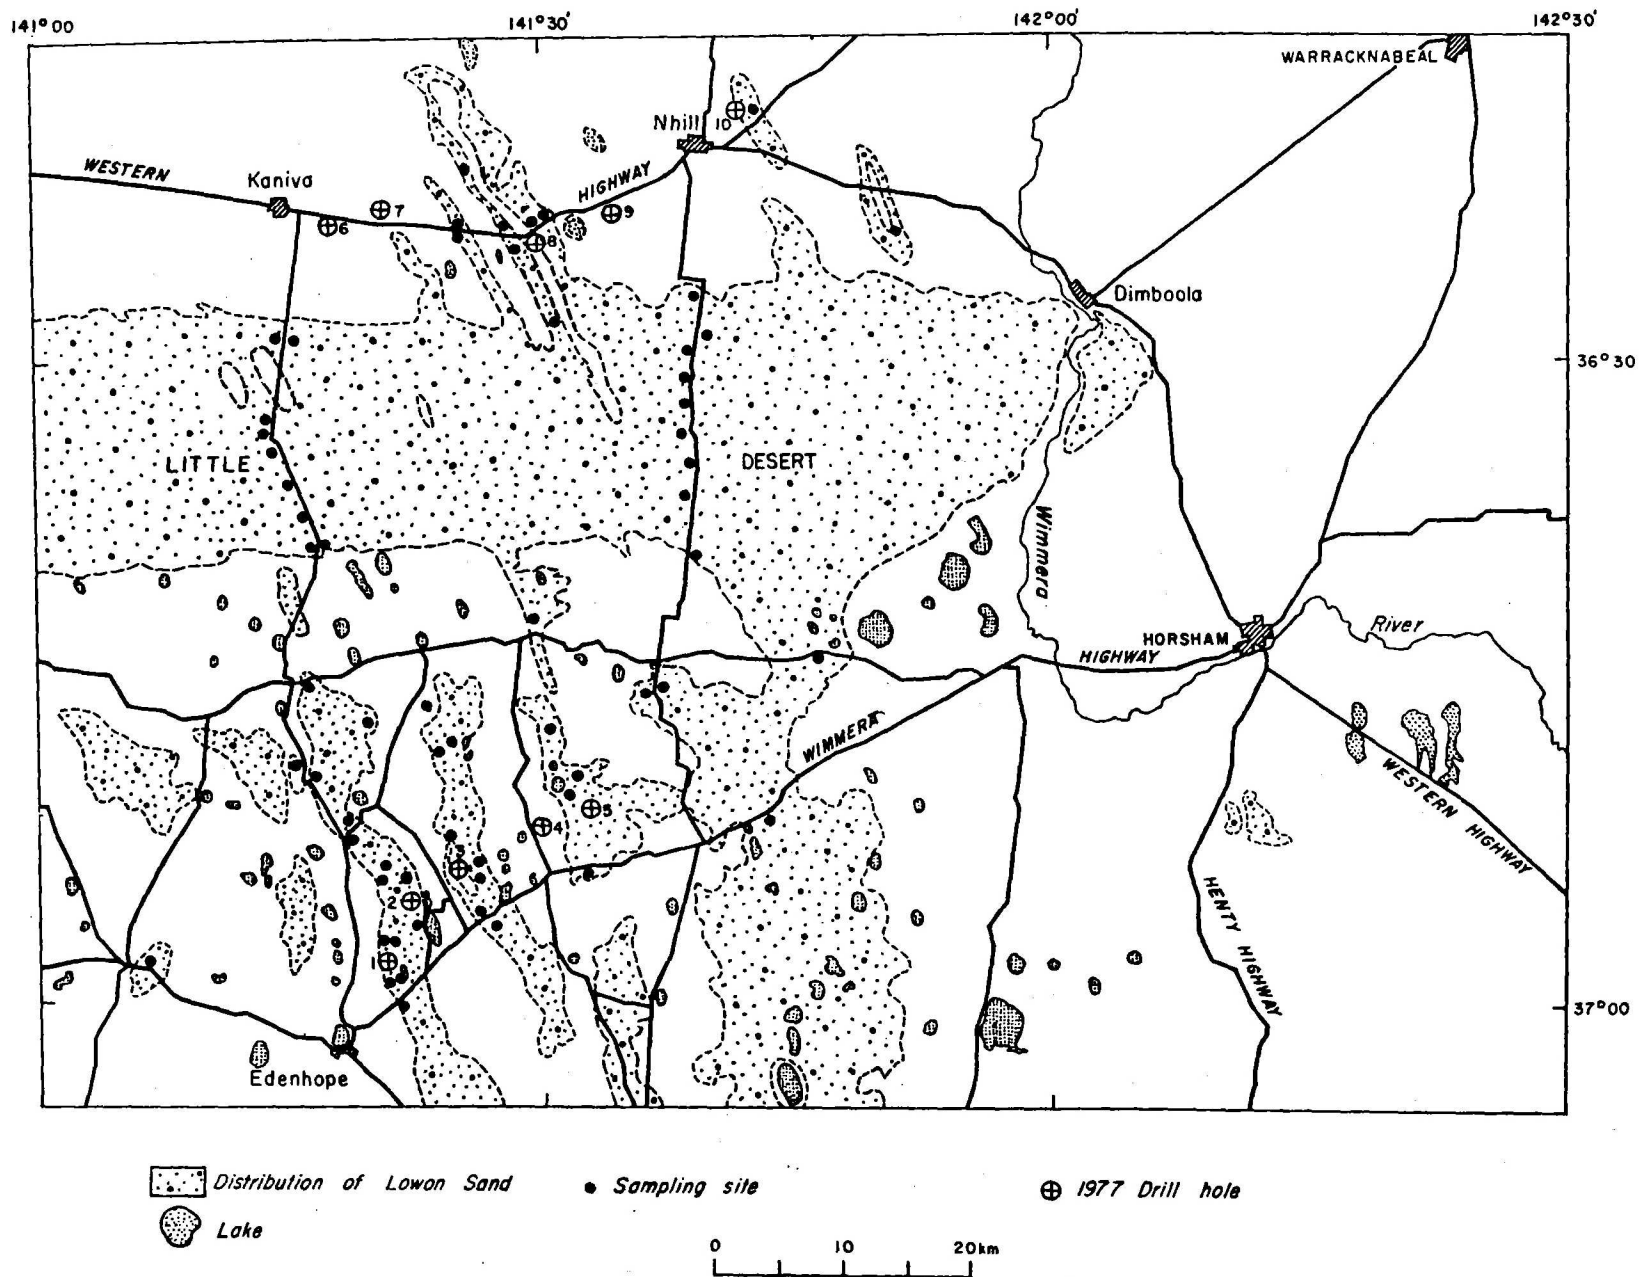 141°00'
141°30'
142°00'
142°30'
WARRACKNABEAL
Nhill
10
WESTERN
HIGHWAY
Kaniva
7
9
6
8
Dimboola
36°30
LITTLE
DESERT
Wimmera
River
HORSHAM
HIGHWAY
WIMMERA
WESTERN HIGHWAY
5
4
3
2
HENTY HIGHWAY
1
37°00
Edenhope
Distribution of Lowon Sand
Sampling site
1977 Drill hole
Lake
0 10 20km